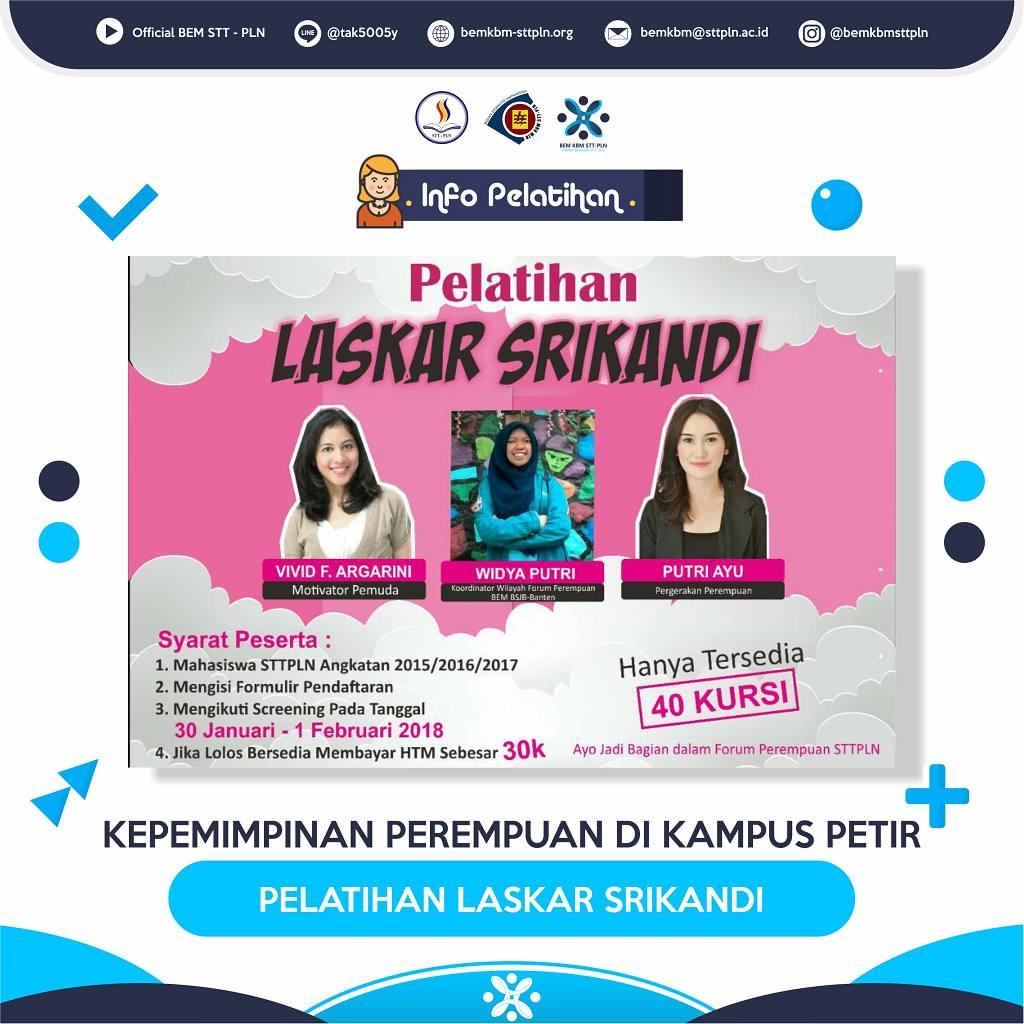 Official BEM STT - PLN
@tak5005y
bemkbm-sttpln.org
bemkbm@sttpln.ac.id
@bemkbmsttpln
STT - PLN
BEM KBM STT-PLN
. Info Pelatihan .
Pelatihan
LASKAR SRIKANDI
VIVID F. ARGARINI
Motivator Pemuda
WIDYA PUTRI
Koordinator Wilayah Forum Perempuan
BEM BSJB-Banten
PUTRI AYU
Pergerakan Perempuan
Syarat Peserta :
1. Mahasiswa STTPLN Angkatan 2015/2016/2017
2. Mengisi Formulir Pendaftaran
3. Mengikuti Screening Pada Tanggal
30 Januari - 1 Februari 2018
4. Jika Lolos Bersedia Membayar HTM Sebesar 30k
Hanya Tersedia
40 KURSI
Ayo Jadi Bagian dalam Forum Perempuan STTPLN
KEPEMIMPINAN PEREMPUAN DI KAMPUS PETIR
PELATIHAN LASKAR SRIKANDI